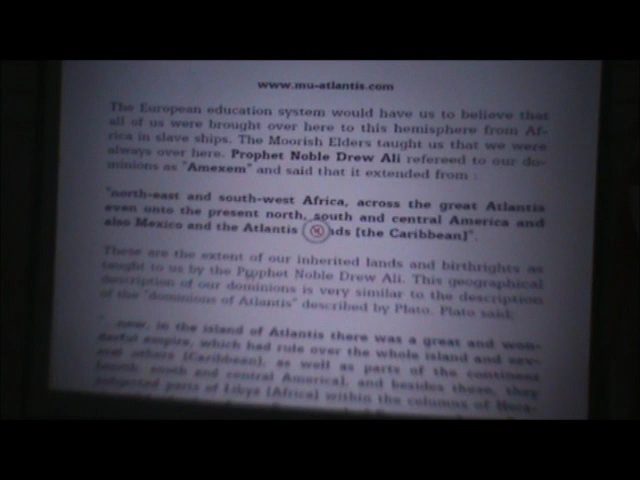 www.mu-atlantis.com
The European education system would have us to believe that
all of us were brought over here to this hemisphere from Af-
rica in slave ships. The Moorish Elders taught us that we were
always over here. Prophet Noble Drew Ali refereed to our do-
minions as "Amexem" and said that it extended from :
"north-east and south-west Africa, across the great Atlantis
even unto the present north, south and central America and
also Mexico and the Atlantis [the Caribbean]".
These are the extent of our inherited lands and birthrights as
taught to us by the Prophet Noble Drew Ali. This geographical
description of our dominions is very similar to the description
of the "dominions of Atlantis" described by Plato. Plato said:
now, in the island of Atlantis there was a great and won-
derful empire, which had rule over the whole island and sev-
eral others [Caribbean], as well as parts of the continent
[north, south and central America], and besides these, they
subjected parts of Libya [Africa] within the columns of Hera-